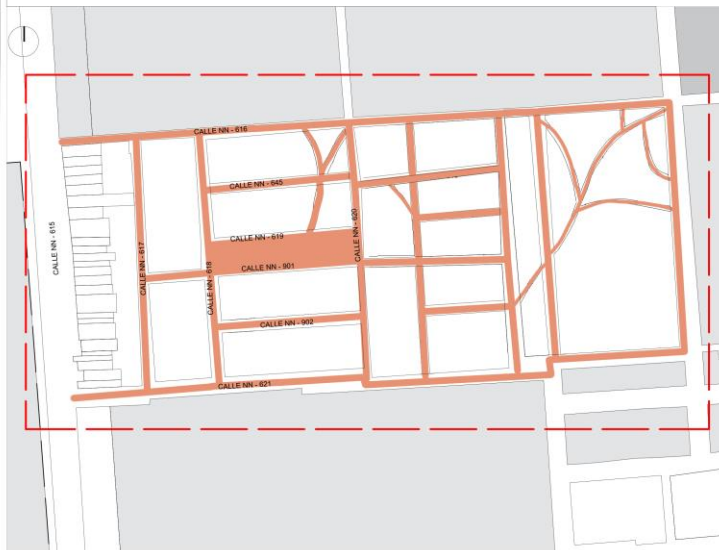 CALLE NN - 616
CALLE NN - 645
CALLE NN - 615
CALLE NN - 617
CALLE NN - 618
CALLE NN - 619
CALLE NN - 620
CALLE NN - 901
CALLE NN - 902
CALLE NN - 621